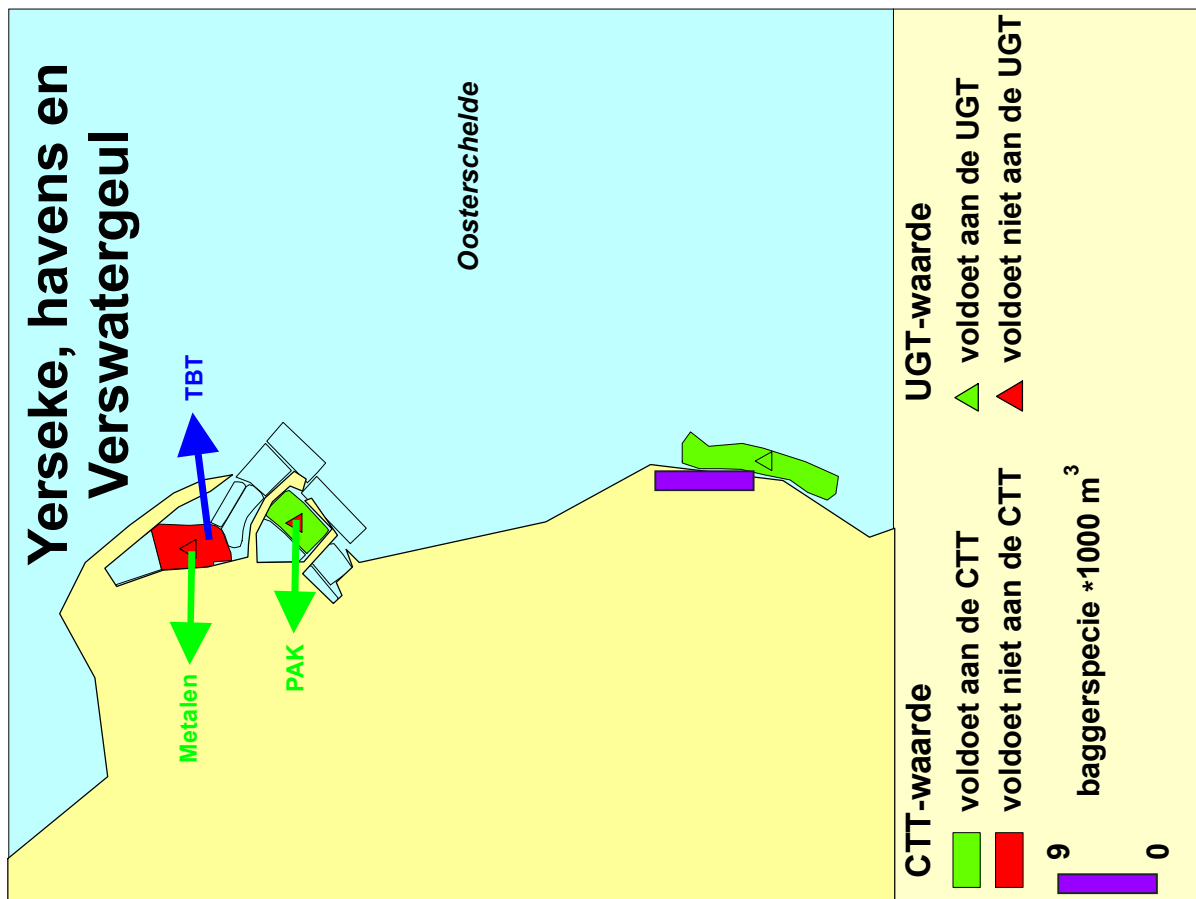 Yerseke, havens en
Verswatergeul
TBT
Metalen
PAK
Oosterschelde
CTT-waarde
voldoet aan de CTT
voldoet niet aan de CTT
UGT-waarde
voldoet aan de UGT
voldoet niet aan de UGT
9
baggerspecie *1000 m³
0